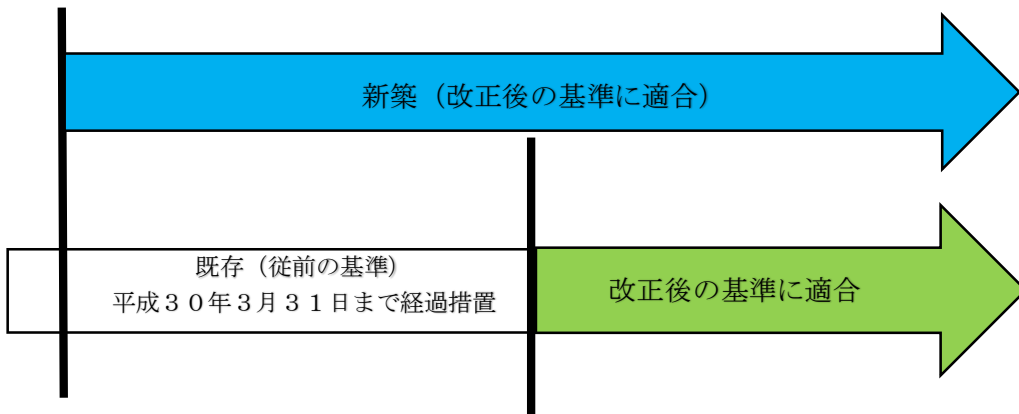 新築（改正後の基準に適合）
既存（従前の基準）
平成３０年３月３１日まで経過措置
改正後の基準に適合